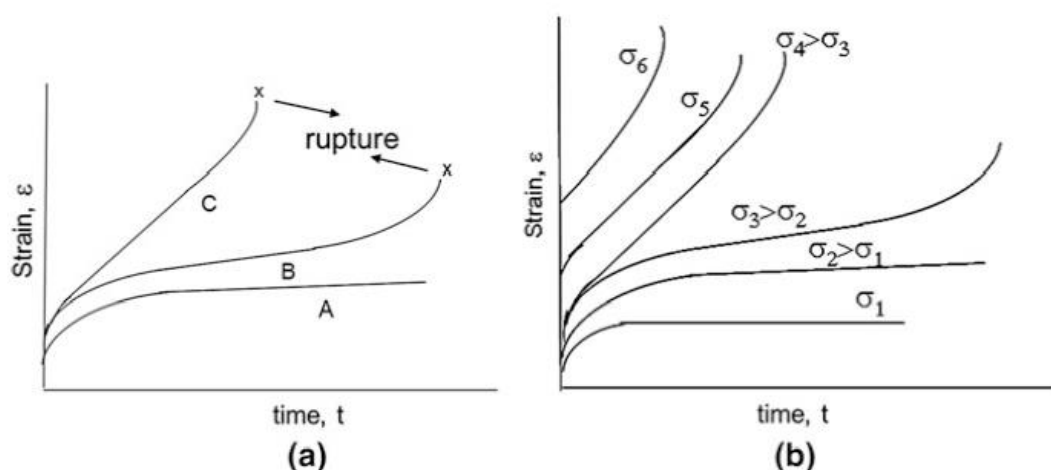 x
rupture
x
C
B
A
Strain, ε
time, t
(a)
σ6
σ5
σ4>σ3
σ3>σ2
σ2>σ1
σ1
Strain, ε
time, t
(b)